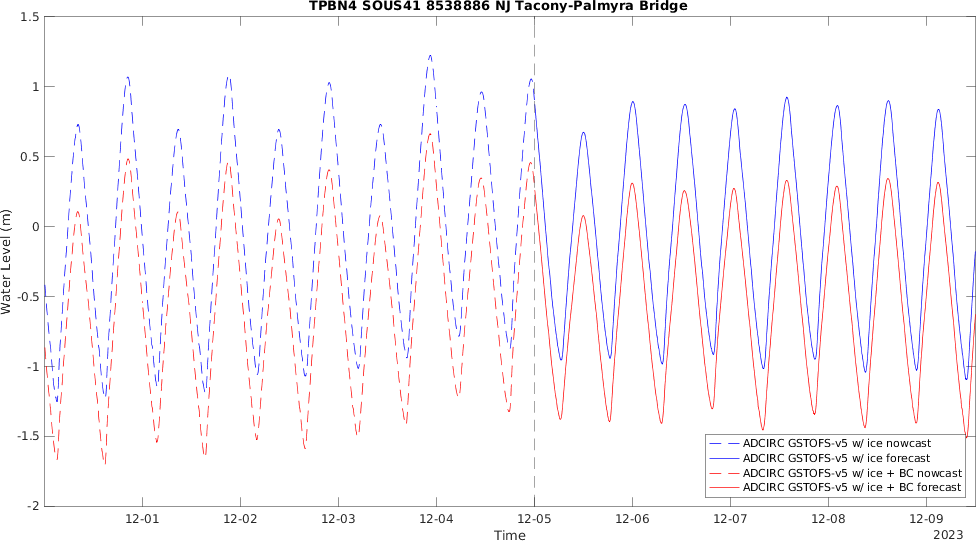 TPBN4 SOUS41 8538886 NJ Tacony-Palmyra Bridge
1.5
1
0.5
0
-0.5
-1
-1.5
-2
Water Level (m)
12-01 12-02 12-03 12-04 12-05 12-06 12-07 12-08 12-09
Time
2023
ADCIRC GSTOFS-v5 w/ ice nowcast
ADCIRC GSTOFS-v5 w/ ice forecast
ADCIRC GSTOFS-v5 w/ ice + BC nowcast
ADCIRC GSTOFS-v5 w/ ice + BC forecast